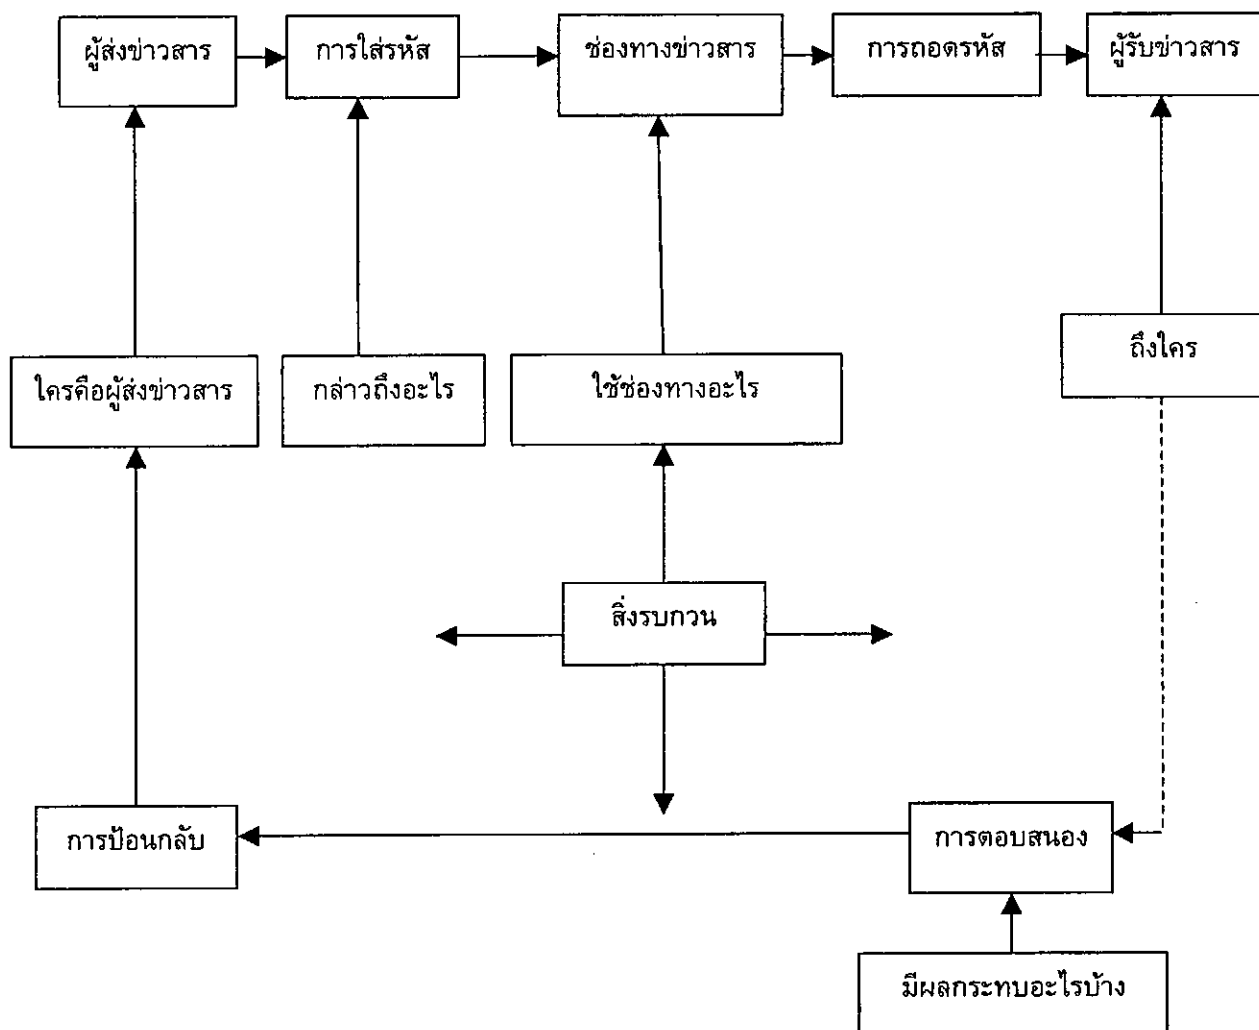 ผู้ส่งข่าวสาร
การใส่รหัส
ช่องทางข่าวสาร
การถอดรหัส
ผู้รับข่าวสาร
ถึงใคร
ใครคือผู้ส่งข่าวสาร
กล่าวถึงอะไร
ใช้ช่องทางอะไร
สิ่งรบกวน
การป้อนกลับ
การตอบสนอง
มีผลกระทบอะไรบ้าง